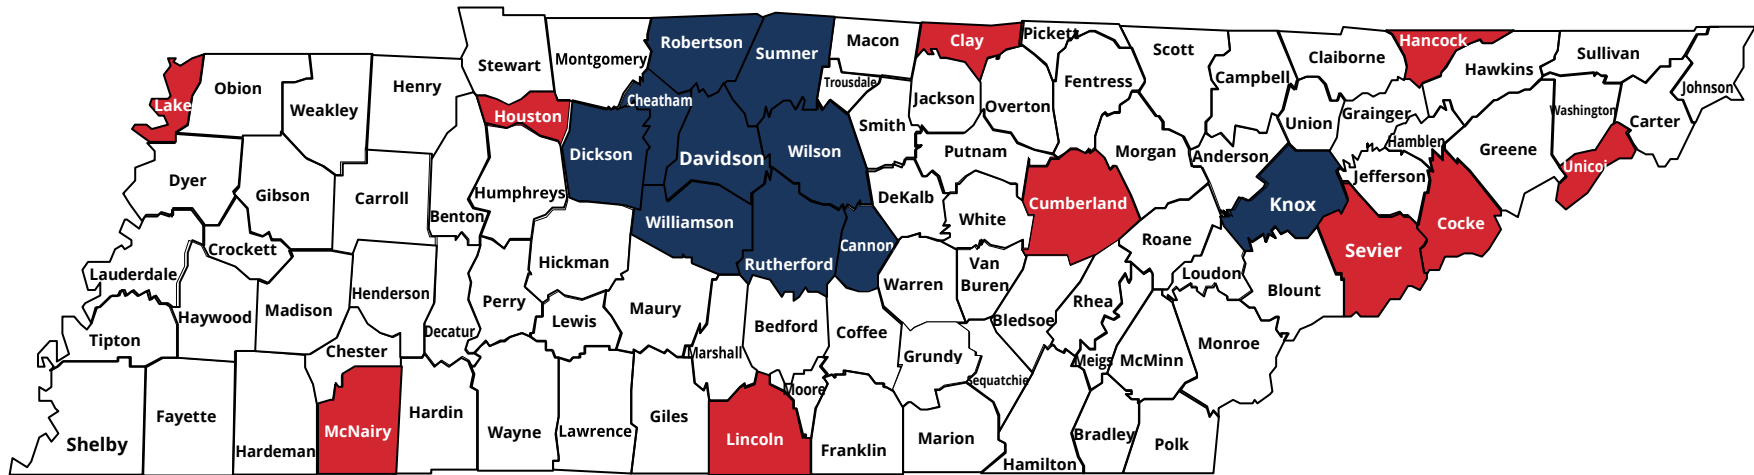 Robertson
Sumner
Macon
Clay
Pickett
Scott
Claiborne
Hancock
Sullivan
Stewart
Montgomery
Hawkins
Henry
Obion
Weakley
Cheatham
Trousdale
Jackson
Overton
Fentress
Campbell
Johnson
Lake
Houston
Smith
Union
Grainger
Hamblen
Washington
Carter
Dickson
Davidson
Wilson
Putnam
Morgan
Anderson
Greene
Unicoi
Dyer
Gibson
Carroll
Humphreys
Benton
Jefferson
DeKalb
White
Cumberland
Knox
Cocke
Sevier
Crockett
Williamson
Cannon
Roane
Rutherford
Lauderdale
Hickman
Van
Buren
Loudon
Blount
Haywood
Madison
Henderson
Perry
Maury
Warren
Rhea
Tipton
Decatur
Lewis
Bedford
Coffee
Bledsoe
Monroe
Chester
Marshall
Grundy
Meigs
McMinn
Sequatchie
Moore
Shelby
Fayette
Hardeman
McNairy
Hardin
Wayne
Lawrence
Giles
Lincoln
Franklin
Marion
Hamilton
Bradley
Polk